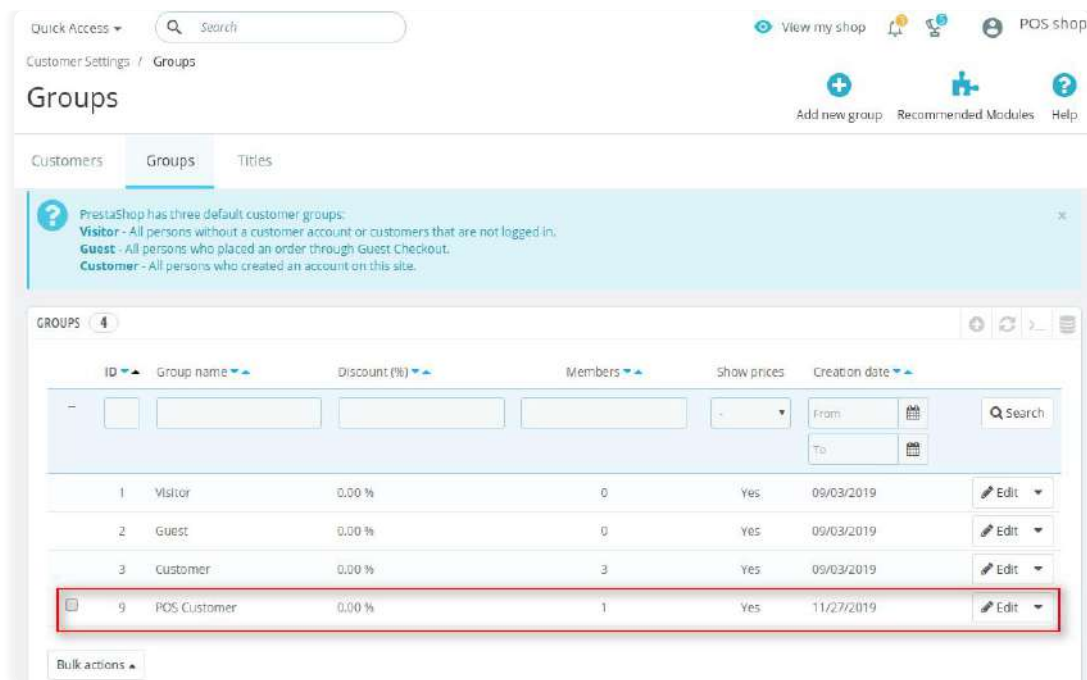 Quick Access Search View my shop 3 5 POS shop
Customer Settings / Groups
Groups
Add new group Recommended Modules Help
Customers Groups Titles
PrestaShop has three default customer groups:
Visitor - All persons without a customer account or customers that are not logged in.
Guest - All persons who placed an order through Guest Checkout.
Customer - All persons who created an account on this site.
GROUPS 4
ID Group name Discount (%) Members Show prices Creation date
-- - From Search
To
1 Visitor 0.00 % 0 Yes 09/03/2019 Edit
2 Guest 0.00 % 0 Yes 09/03/2019 Edit
3 Customer 0.00 % 3 Yes 09/03/2019 Edit
9 POS Customer 0.00 % 1 Yes 11/27/2019 Edit
Bulk actions